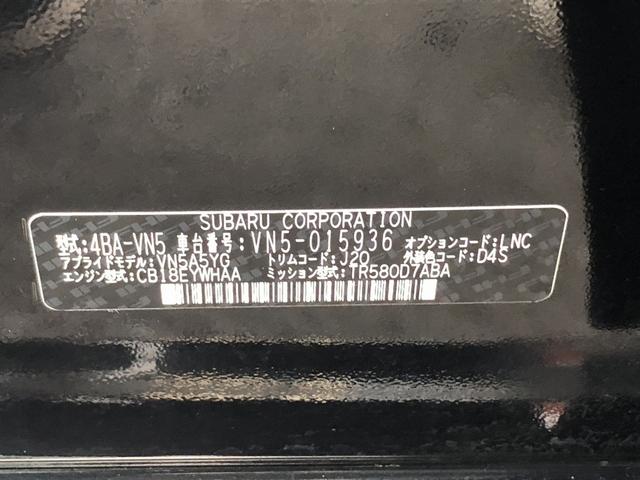 SUBARU CORPORATION
型式:4BA-VN5 車台番号:VN5-015936 オプションコード:LNC
アプライドモデル:VN5A5YG トリムコード:J20 外装色コード:D4S
エンジン型式:CB18EYWHAA ミッション型式:TR580D7ABA